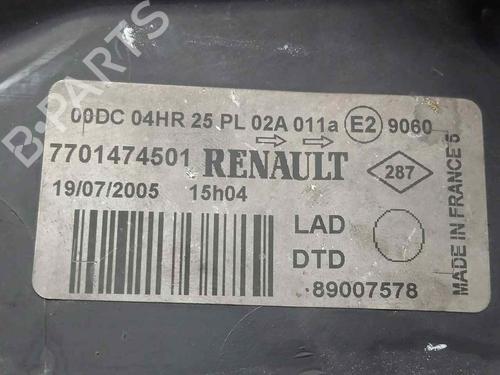 00DC 04HR 25 PL 02A 011a E2 9060
7701474501 RENAULT 287
19/07/2005 15h04
LAD
DTD
89007578
MADE IN FRANCE 5
B-PARTS